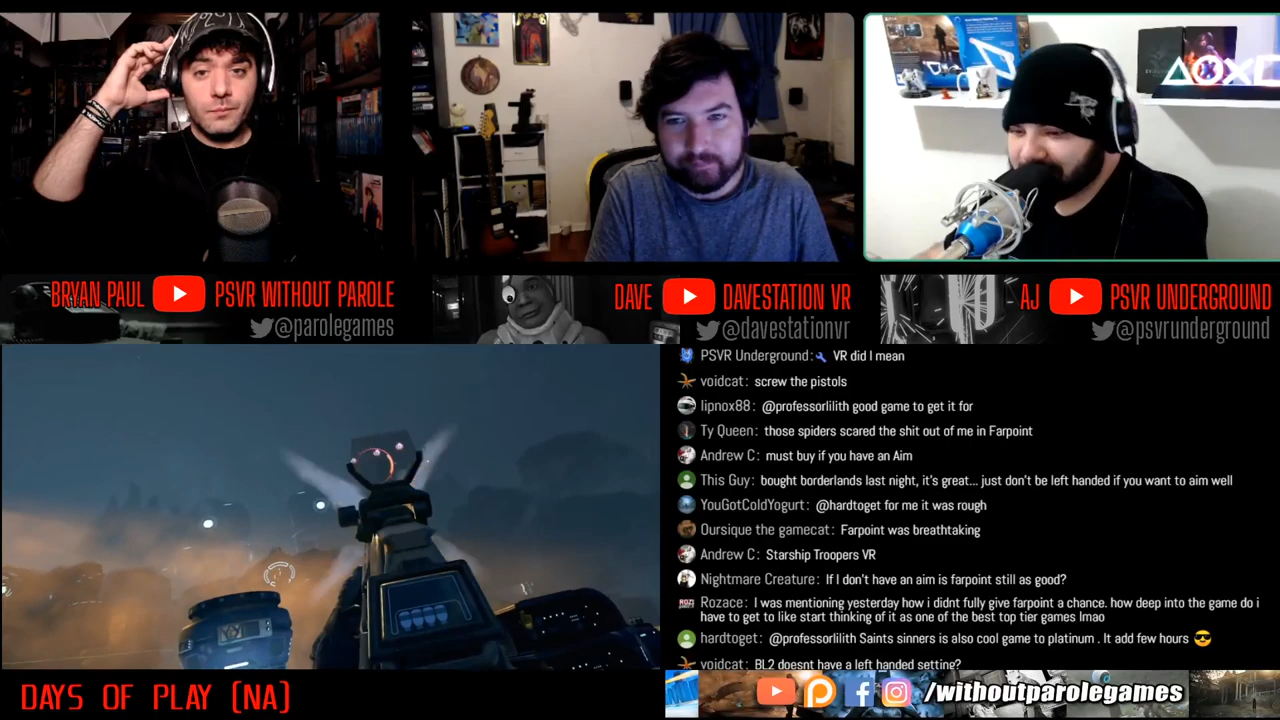 BRYAN PAUL PSVR WITHOUT PAROLE
@parolegames
DAVE DAVESTATION VR
@davestationvr
AJ PSVR UNDERGROUND
@psvrunderground
PSVR Underground: VR did I mean
voidcat: screw the pistols
lipnox88: @professorlilith good game to get it for
Ty Queen: those spiders scared the shit out of me in Farpoint
Andrew C: must buy if you have an Aim
This Guy: bought borderlands last night, it's great... just don't be left handed if you want to aim well
YouGotColdYogurt: @hardtoget for me it was rough
Oursique the gamecat: Farpoint was breathtaking
Andrew C: Starship Troopers VR
Nightmare Creature: If I don't have an aim is farpoint still as good?
Rozace: I was mentioning yesterday how i didnt fully give farpoint a chance. how deep into the game do i
have to get to like start thinking of it as one of the best top tier games lmao
hardtoget: @professorlilith Saints sinners is also cool game to platinum . It add few hours 😎
voidcat: BL2 doesnt have a left handed setting?
DAYS OF PLAY (NA)
/withoutparolegames